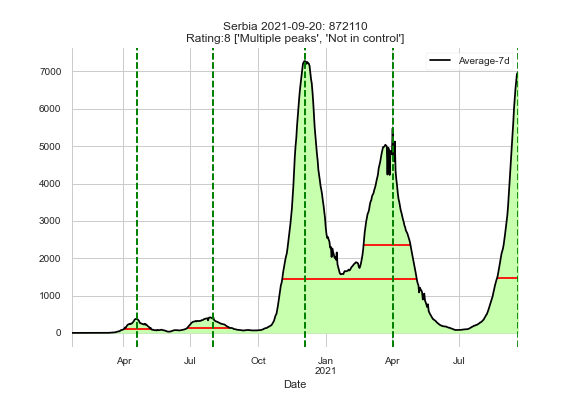 Serbia 2021-09-20: 872110
Rating:8 ['Multiple peaks', 'Not in control']
Average-7d
7000
6000
5000
4000
3000
2000
1000
0
Apr Jul Oct Jan Apr Jul
2021
Date